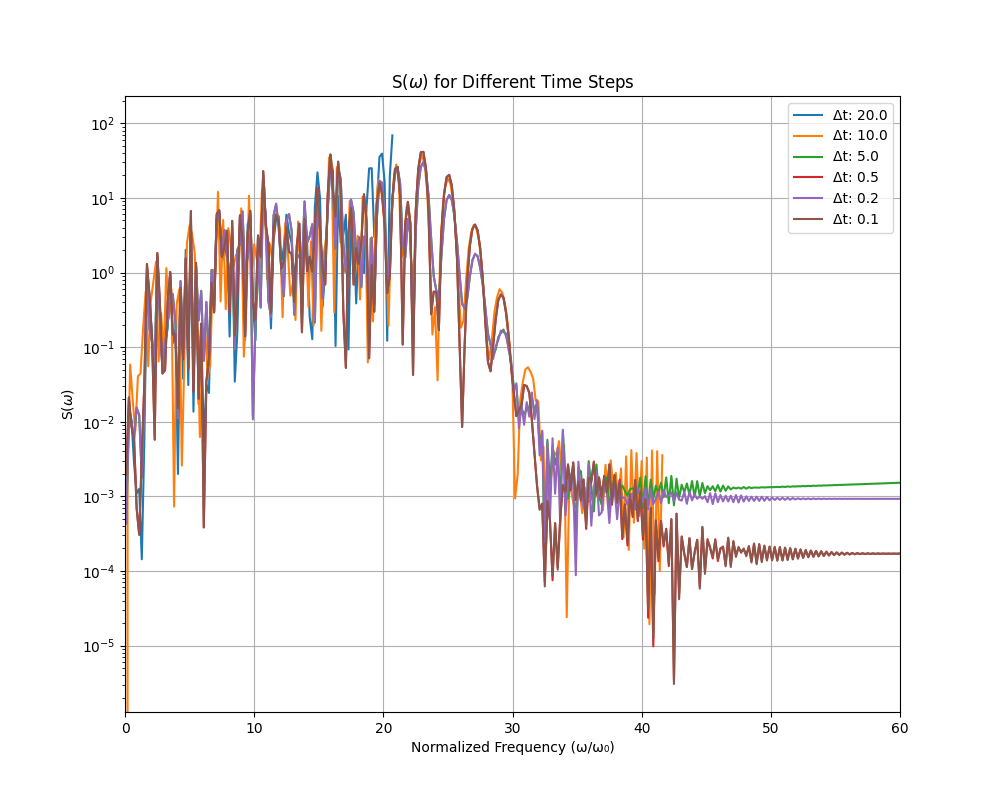 S(ω) for Different Time Steps
Δt: 20.0
Δt: 10.0
Δt: 5.0
Δt: 0.5
Δt: 0.2
Δt: 0.1
10²
10¹
10⁰
10⁻¹
10⁻²
10⁻³
10⁻⁴
10⁻⁵
S(ω)
0 10 20 30 40 50 60
Normalized Frequency (ω/ω₀)